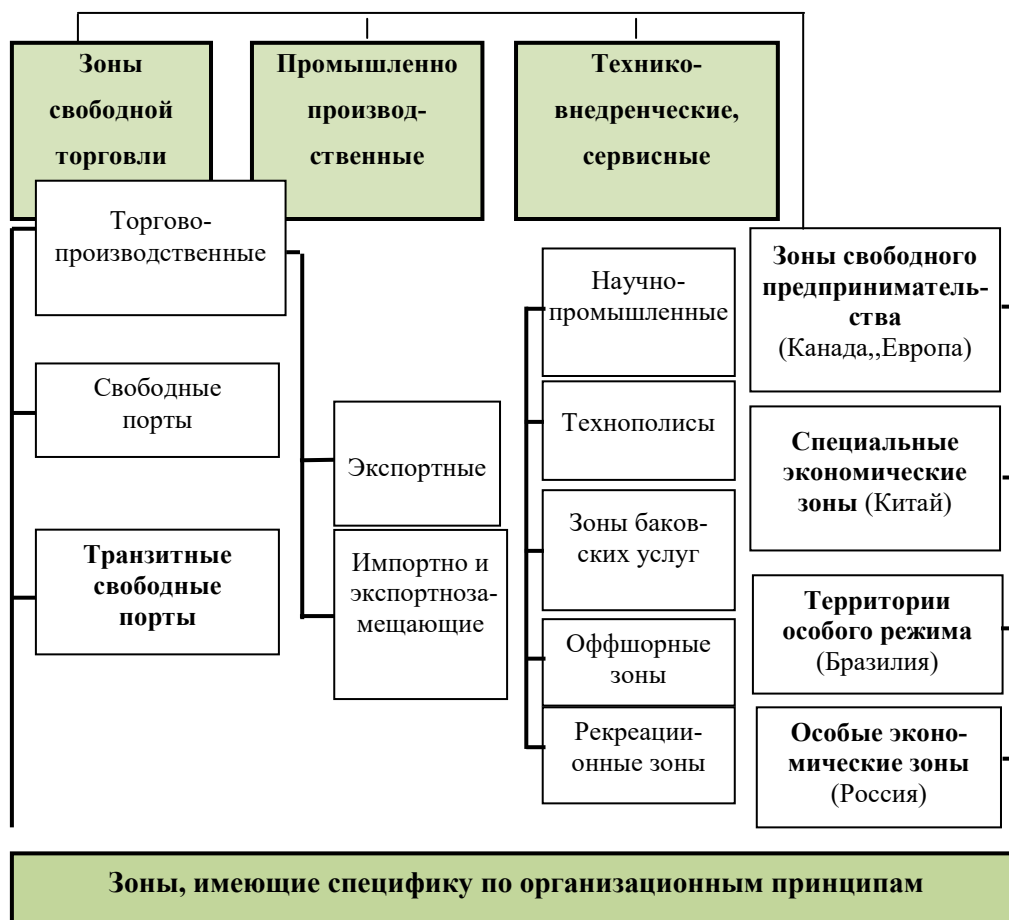 Зоны
свободной
торговли
Промышленно
производ-
ственные
Технико-
внедренческие,
сервисные
Торгово-
производственные
Свободные
порты
Транзитные
свободные
порты
Экспортные
Импортно и
экспортноза-
мещающие
Научно-
промышленные
Технополисы
Зоны баков-
ских услуг
Оффшорные
зоны
Рекреаци-
онные зоны
Зоны свободного
предприниматель-
ства
(Канада,,Европа)
Специальные
экономические
зоны (Китай)
Территории
особого режима
(Бразилия)
Особые эконо-
мические зоны
(Россия)
Зоны, имеющие специфику по организационным принципам